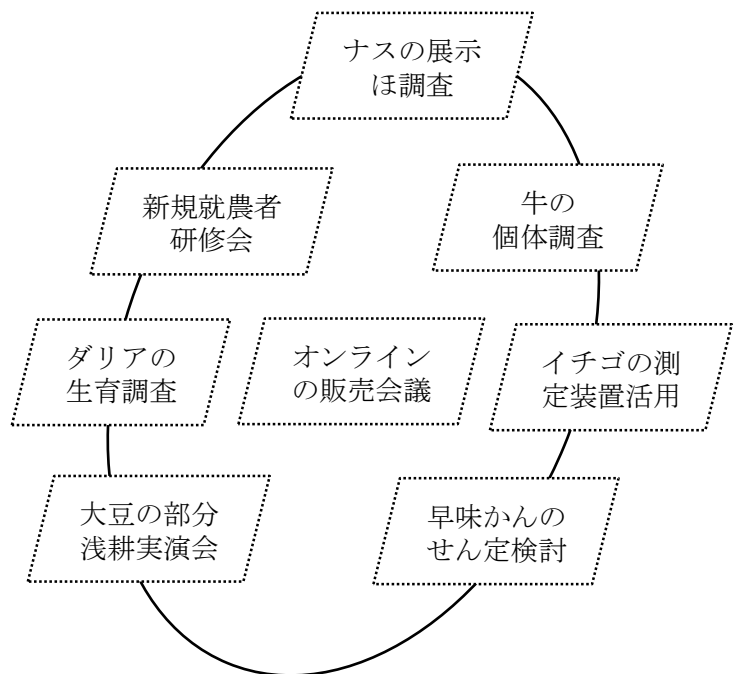 ナスの展示
ほ調査
新規就農者
研修会
牛の
個体調査
ダリアの
生育調査
オンライン
の販売会議
イチゴの測
定装置活用
大豆の部分
浅耕実演会
早味かんの
せん定検討